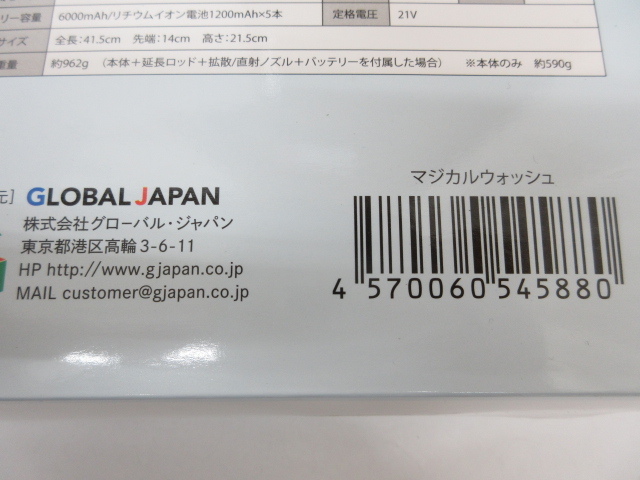 リー容量 6000mAh/リチウムイオン電池1200mAh×5本 定格電圧 21V
サイズ 全長：41.5cm 先端：14cm 高さ：21.5cm
重量 約962g （本体＋延長ロッド＋拡散/直射ノズル＋バッテリーを付属した場合） ※本体のみ 約590g
元] GLOBAL JAPAN
株式会社グローバル・ジャパン
東京都港区高輪3-6-11
HP http://www.gjapan.co.jp
MAIL customer@gjapan.co.jp
マジカルウォッシュ
4 570060 545880